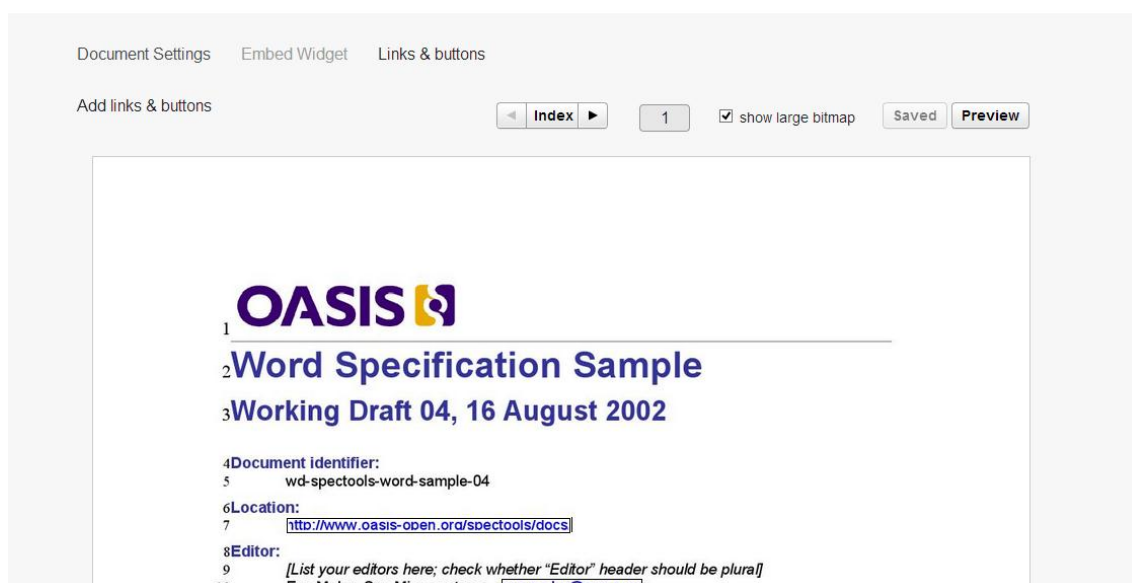 Document Settings Embed Widget Links & buttons
Add links & buttons
Index 1 show large bitmap Saved Preview
OASIS
1
2 Word Specification Sample
3 Working Draft 04, 16 August 2002
4 Document identifier:
5 wd-spectools-word-sample-04
6 Location:
7 http://www.oasis-open.org/spectools/docs
8 Editor:
9 [List your editors here; check whether “Editor” header should be plural]